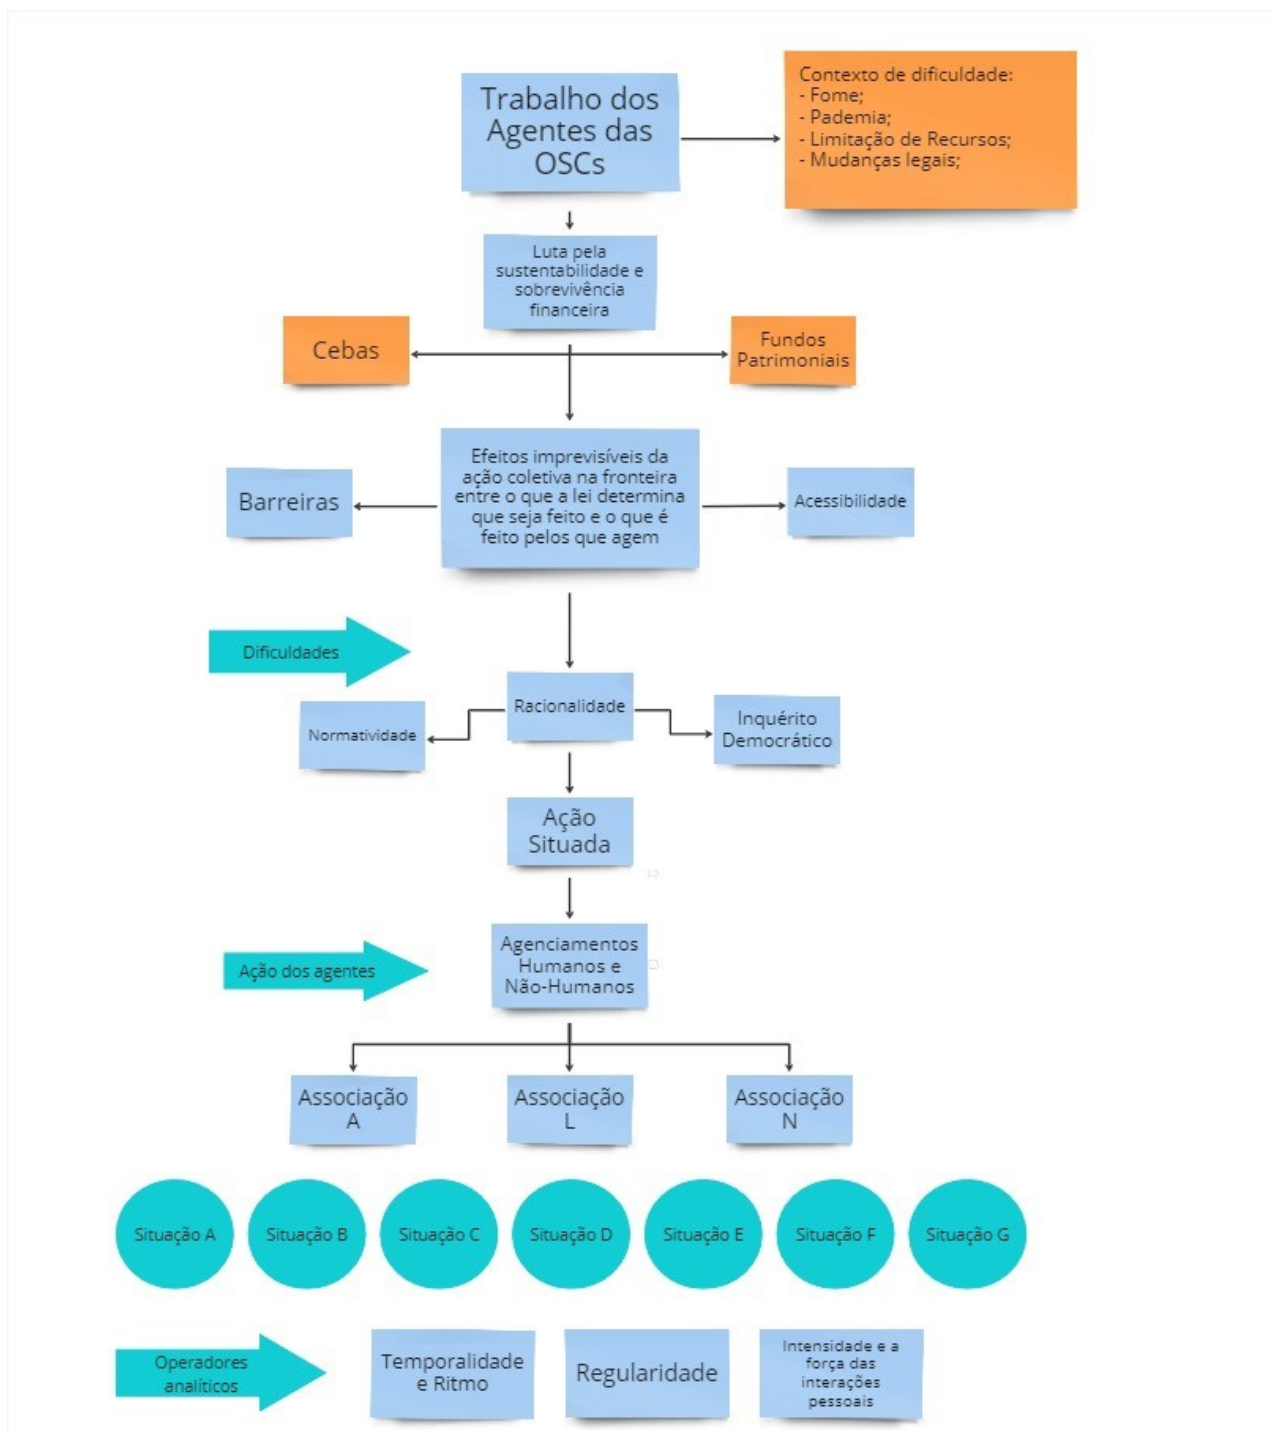 Trabalho dos
Agentes das
OSCs
Contexto de dificuldade:
- Fome;
- Pademia;
- Limitação de Recursos;
- Mudanças legais;
Luta pela
sustentabilidade e
sobrevivência
financeira
Cebas
Fundos
Patrimoniais
Efeitos imprevisíveis da
ação coletiva na fronteira
entre o que a lei determina
que seja feito e o que é
feito pelos que agem
Barreiras
Acessibilidade
Dificuldades
Racionalidade
Normatividade
Inquérito
Democrático
Ação
Situada
Agenciamentos
Humanos e
Não-Humanos
Ação dos agentes
Associação
A
Associação
L
Associação
N
Situação A
Situação B
Situação C
Situação D
Situação E
Situação F
Situação G
Operadores
analíticos
Temporalidade
e Ritmo
Regularidade
Intensidade e a
força das
interações
pessoais